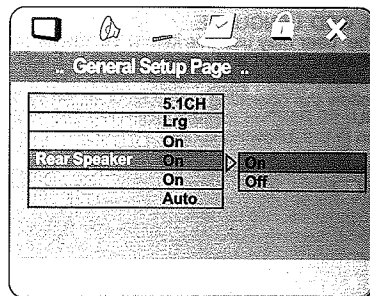 .. General Setup Page ..
5.1CH
Lrg
On
Rear Speaker On On
On Off
Auto